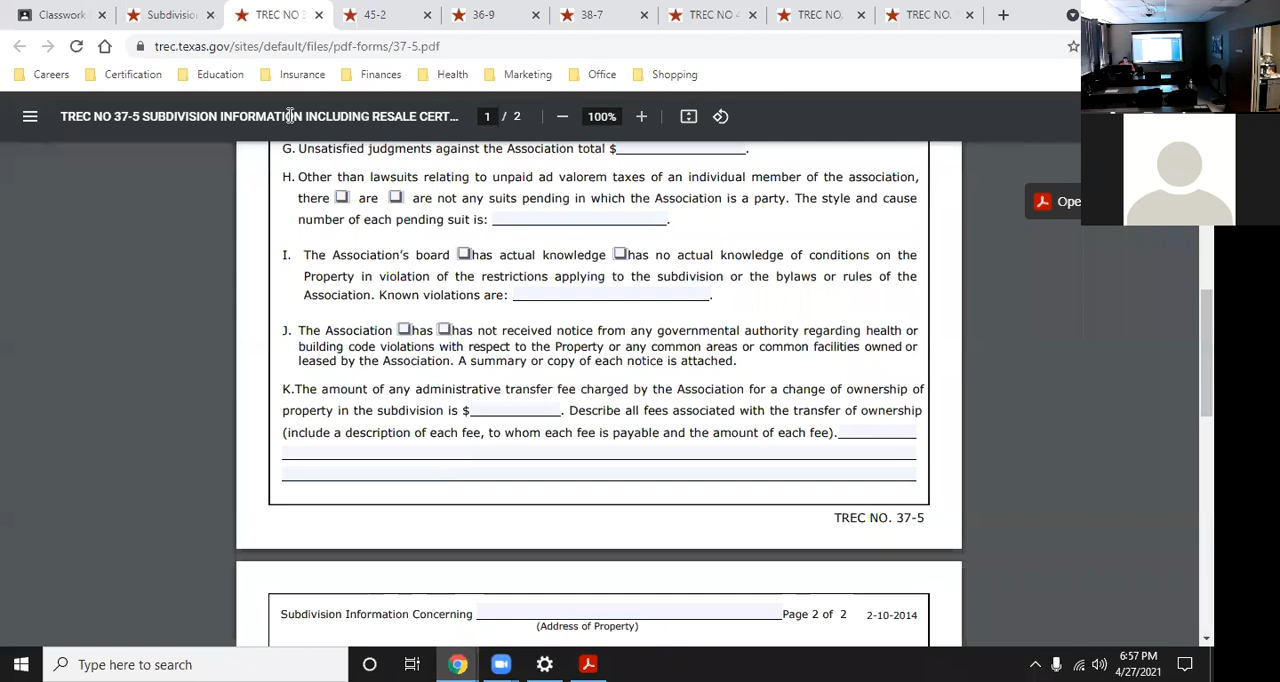 Classwork
Subdivision
TREC NO
45-2
36-9
38-7
TREC NO
TREC NO,
TREC NO.
trec.texas.gov/sites/default/files/pdf-forms/37-5.pdf
Careers Certification Education Insurance Finances Health Marketing Office Shopping
TREC NO 37-5 SUBDIVISION INFORMATION INCLUDING RESALE CERT... 1 / 2 100%
G. Unsatisfied judgments against the Association total $ .
H. Other than lawsuits relating to unpaid ad valorem taxes of an individual member of the association,
there are are not any suits pending in which the Association is a party. The style and cause
number of each pending suit is: .
I. The Association's board has actual knowledge has no actual knowledge of conditions on the
Property in violation of the restrictions applying to the subdivision or the bylaws or rules of the
Association. Known violations are: .
Ope
J. The Association has has not received notice from any governmental authority regarding health or
building code violations with respect to the Property or any common areas or common facilities owned or
leased by the Association. A summary or copy of each notice is attached.
K.The amount of any administrative transfer fee charged by the Association for a change of ownership of
property in the subdivision is $ . Describe all fees associated with the transfer of ownership
(include a description of each fee, to whom each fee is payable and the amount of each fee).
TREC NO. 37-5
Subdivision Information Concerning Page 2 of 2 2-10-2014
(Address of Property)
Type here to search
6:57 PM
4/27/2021